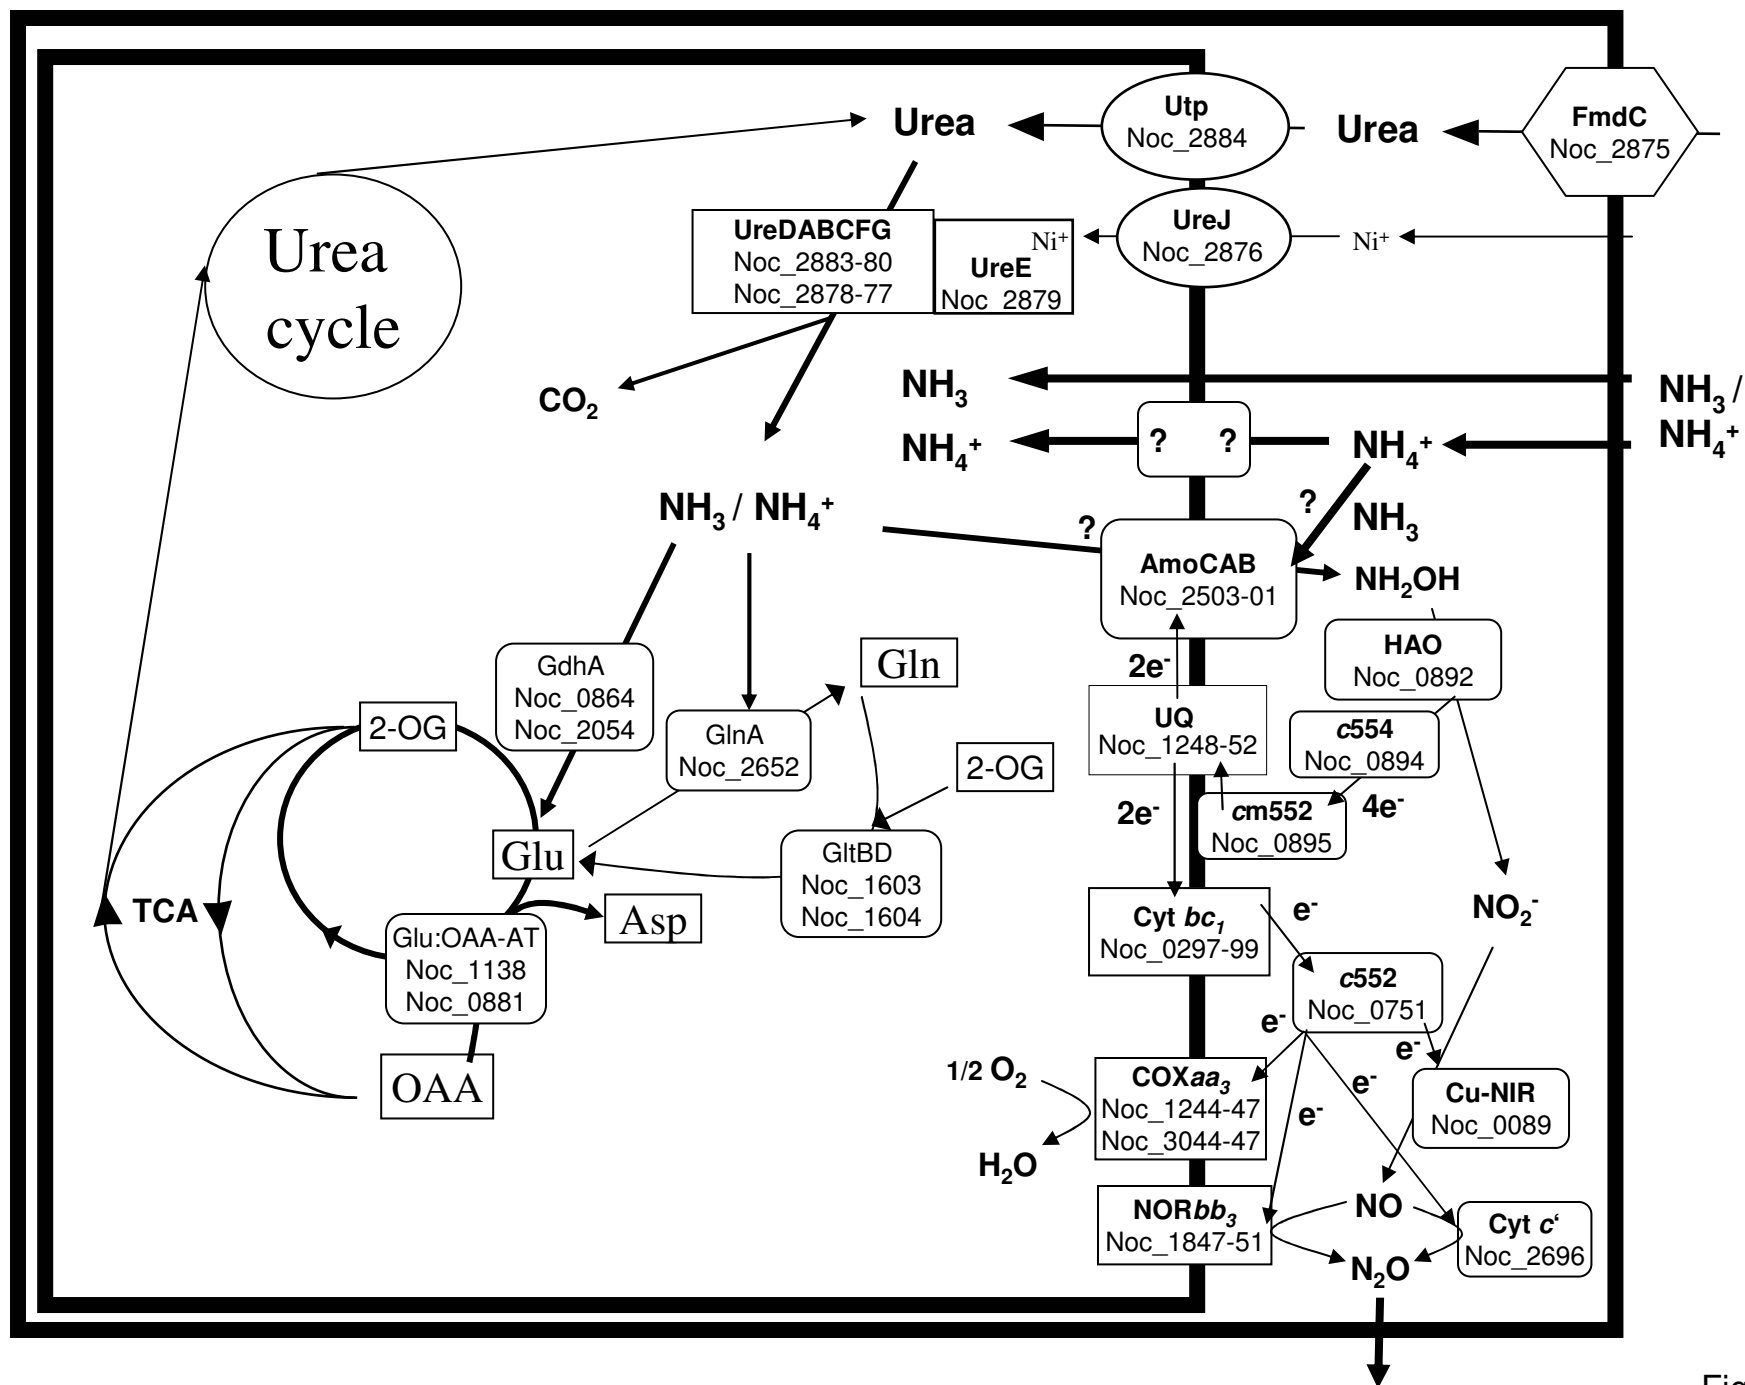 Urea
Utp
Noc_2884
Urea
FmdC
Noc_2875
Urea
cycle
UreDABCFG
Noc_2883-80
Noc_2878-77
Ni+
UreE
Noc_2879
UreJ
Noc_2876
Ni+
CO2
NH3
NH3 /
NH4+
NH4+
?
?
NH4+
NH3 / NH4+
?
?
NH3
AmoCAB
Noc_2503-01
NH2OH
HAO
Noc_0892
2e-
GdhA
Noc_0864
Noc_2054
Gln
2-OG
GlnA
Noc_2652
2-OG
UQ
Noc_1248-52
c554
Noc_0894
2e-
cm552
Noc_0895
4e-
Glu
GltBD
Noc_1603
Noc_1604
TCA
Asp
Glu:OAA-AT
Noc_1138
Noc_0881
OAA
Cyt bc1
Noc_0297-99
e-
NO2-
c552
Noc_0751
e-
e-
1/2 O2
H2O
COXaa3
Noc_1244-47
Noc_3044-47
e-
e-
Cu-NIR
Noc_0089
NORbb3
Noc_1847-51
NO
N2O
Cyt c‘
Noc_2696